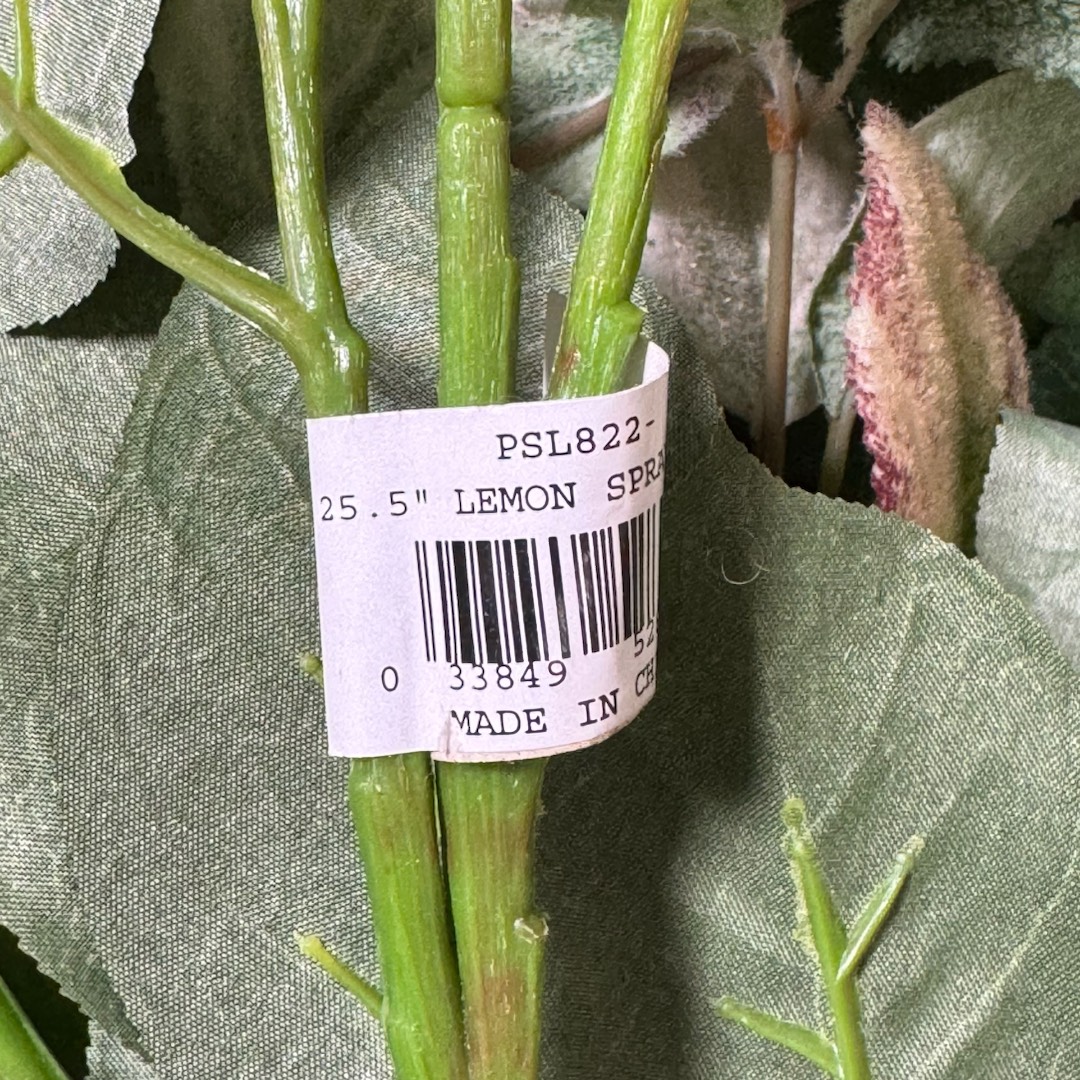 PSL822-
25.5" LEMON SPRA
0 33849 52
MADE IN CH